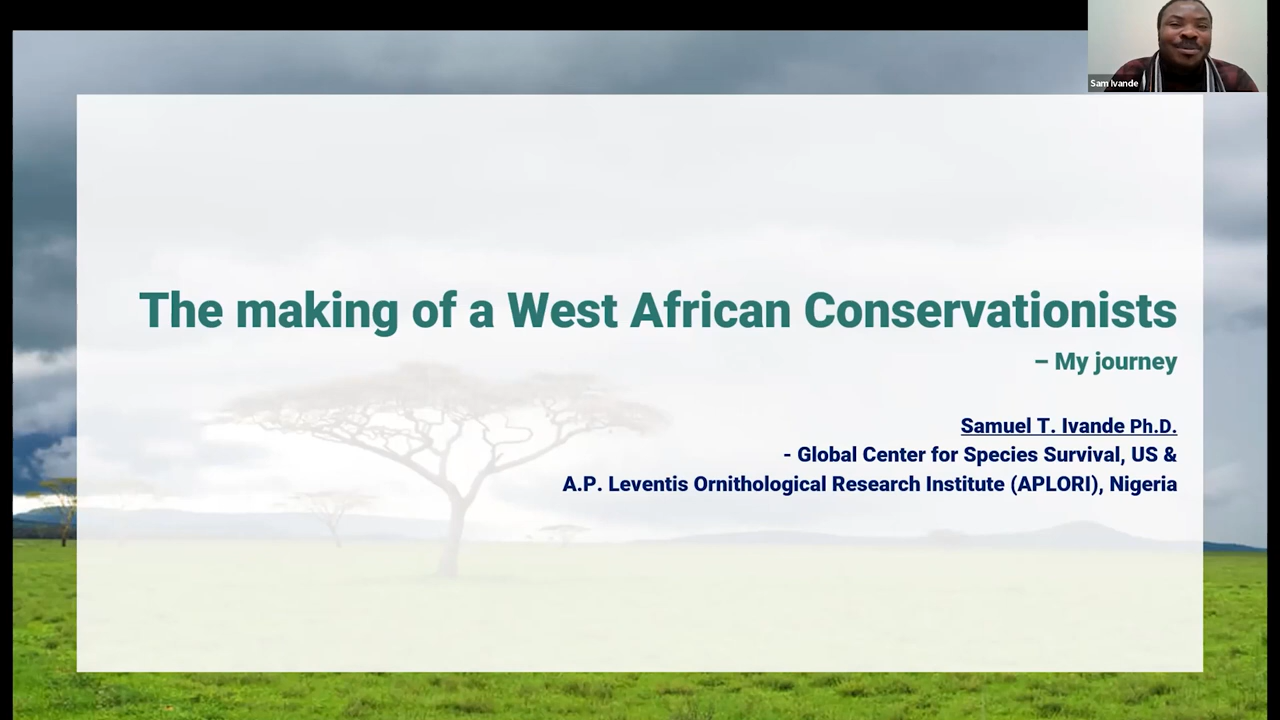 Sam Ivande
The making of a West African Conservationists
– My journey
Samuel T. Ivande Ph.D.
- Global Center for Species Survival, US &
A.P. Leventis Ornithological Research Institute (APLORI), Nigeria